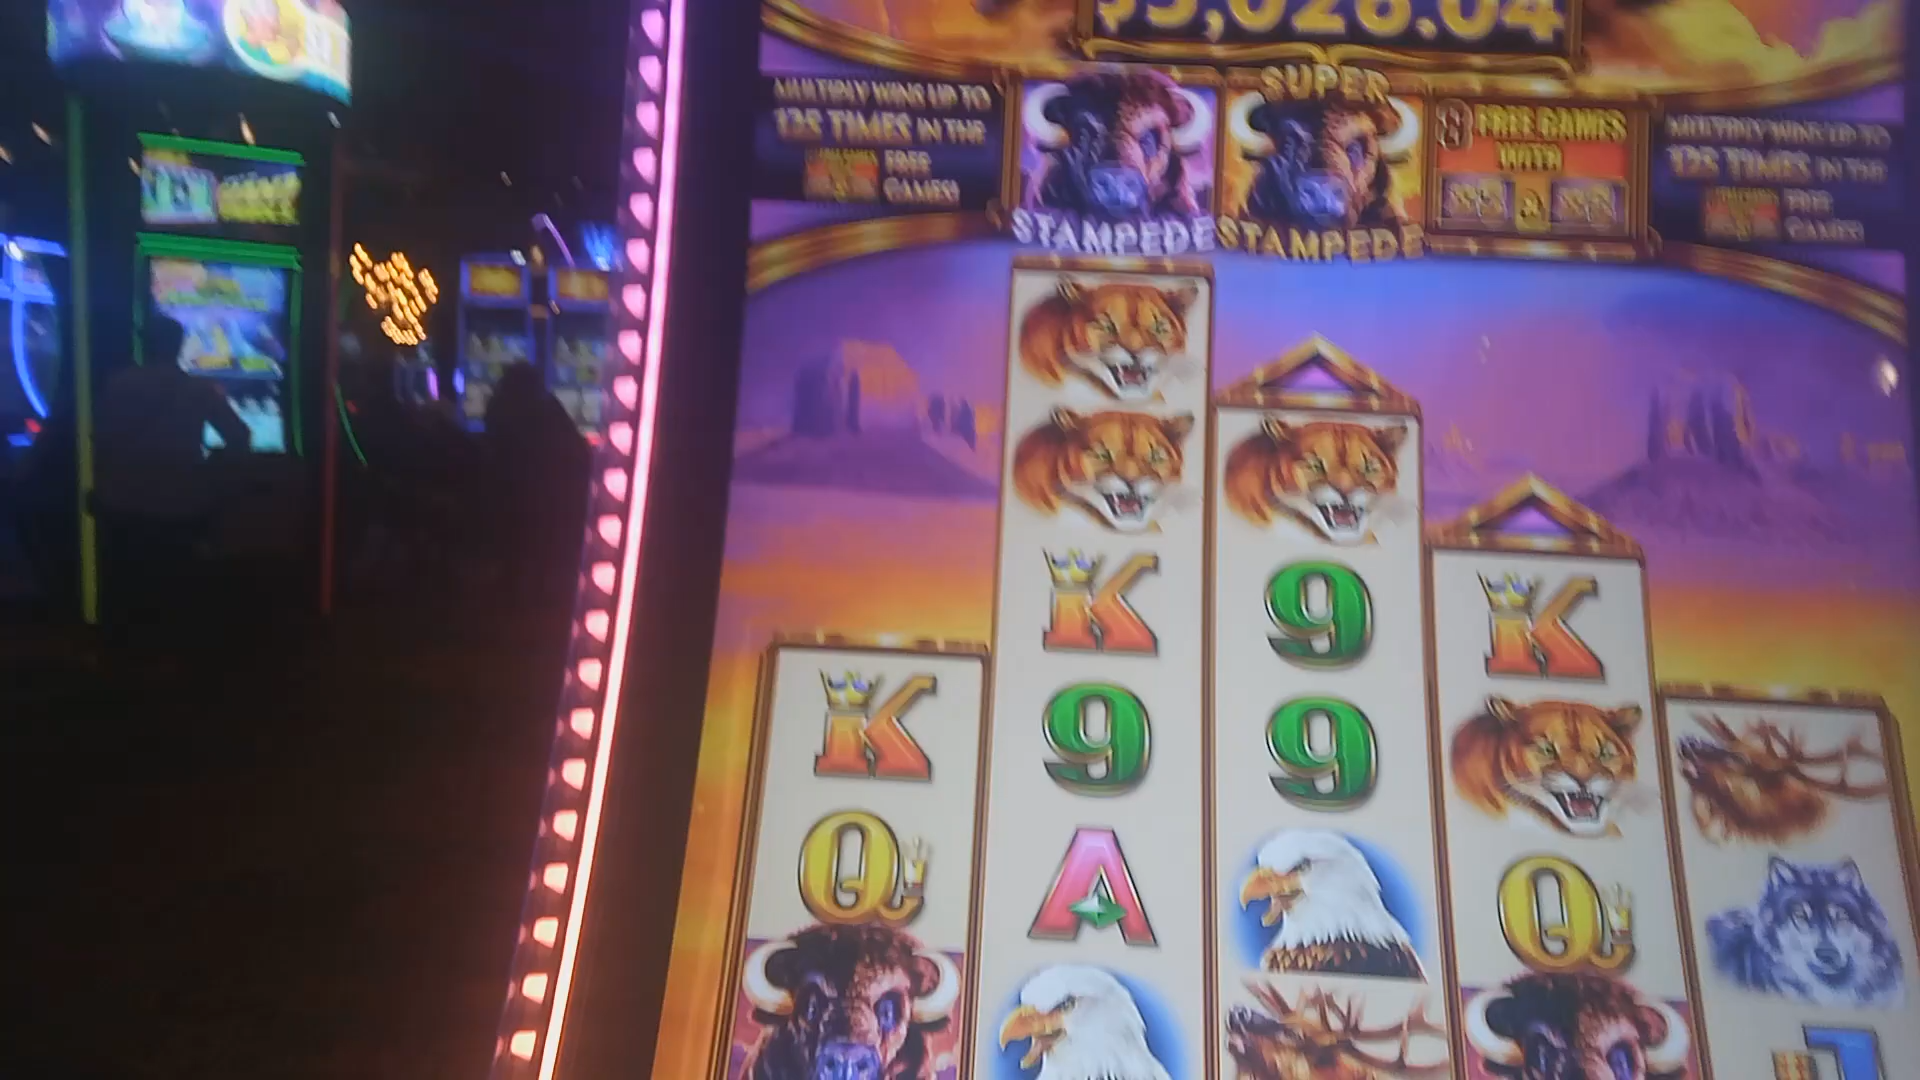 $5,028.04
MULTIPLY WINS UP TO
125 TIMES IN THE
FREE
GAMES!
STAMPEDE
SUPER
STAMPEDE
8 FREE GAMES
WITH
MULTIPLY WINS UP TO
125 TIMES IN THE
FREE
GAMES!
K
9
K
9
K
9
Q
A
Q
J